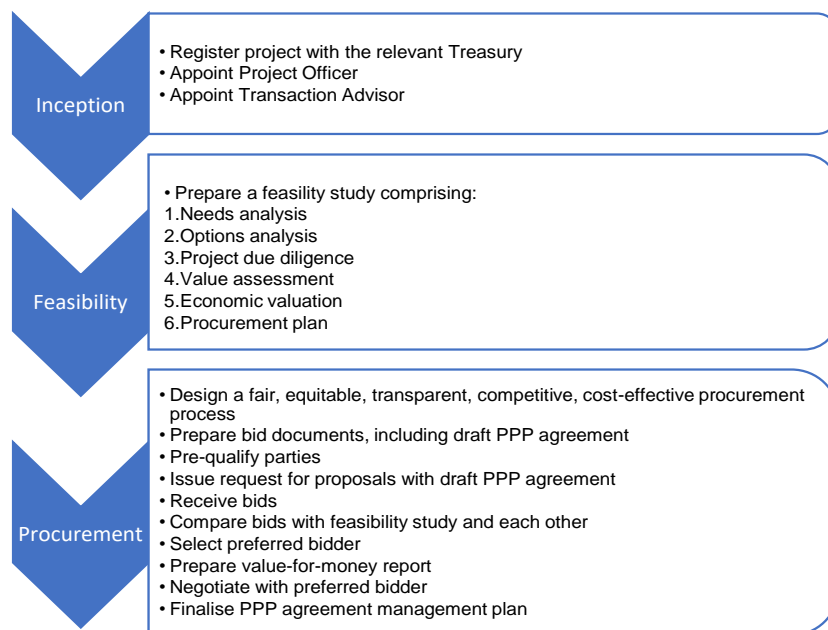 Inception
• Register project with the relevant Treasury
• Appoint Project Officer
• Appoint Transaction Advisor
Feasibility
• Prepare a feasility study comprising:
1.Needs analysis
2.Options analysis
3.Project due diligence
4.Value assessment
5.Economic valuation
6.Procurement plan
Procurement
• Design a fair, equitable, transparent, competitive, cost-effective procurement
process
• Prepare bid documents, including draft PPP agreement
• Pre-qualify parties
• Issue request for proposals with draft PPP agreement
• Receive bids
• Compare bids with feasibility study and each other
• Select preferred bidder
• Prepare value-for-money report
• Negotiate with preferred bidder
• Finalise PPP agreement management plan